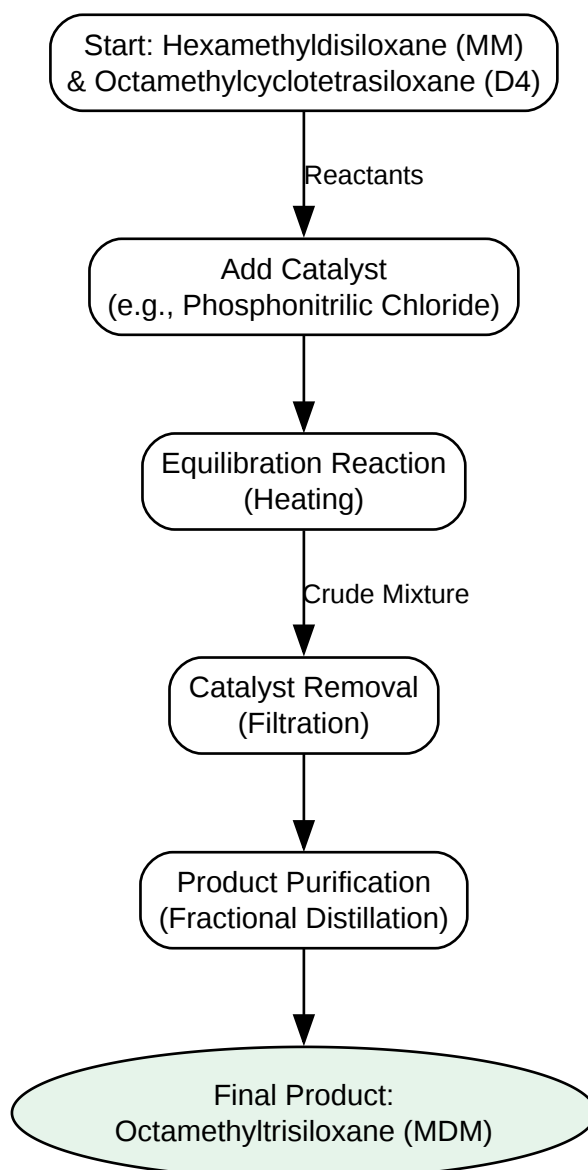 Start: Hexamethyldisiloxane (MM)
& Octamethylcyclotetrasiloxane (D4)
Reactants
Add Catalyst
(e.g., Phosphonitrilic Chloride)
Equilibration Reaction
(Heating)
Crude Mixture
Catalyst Removal
(Filtration)
Product Purification
(Fractional Distillation)
Final Product:
Octamethyltrisiloxane (MDM)